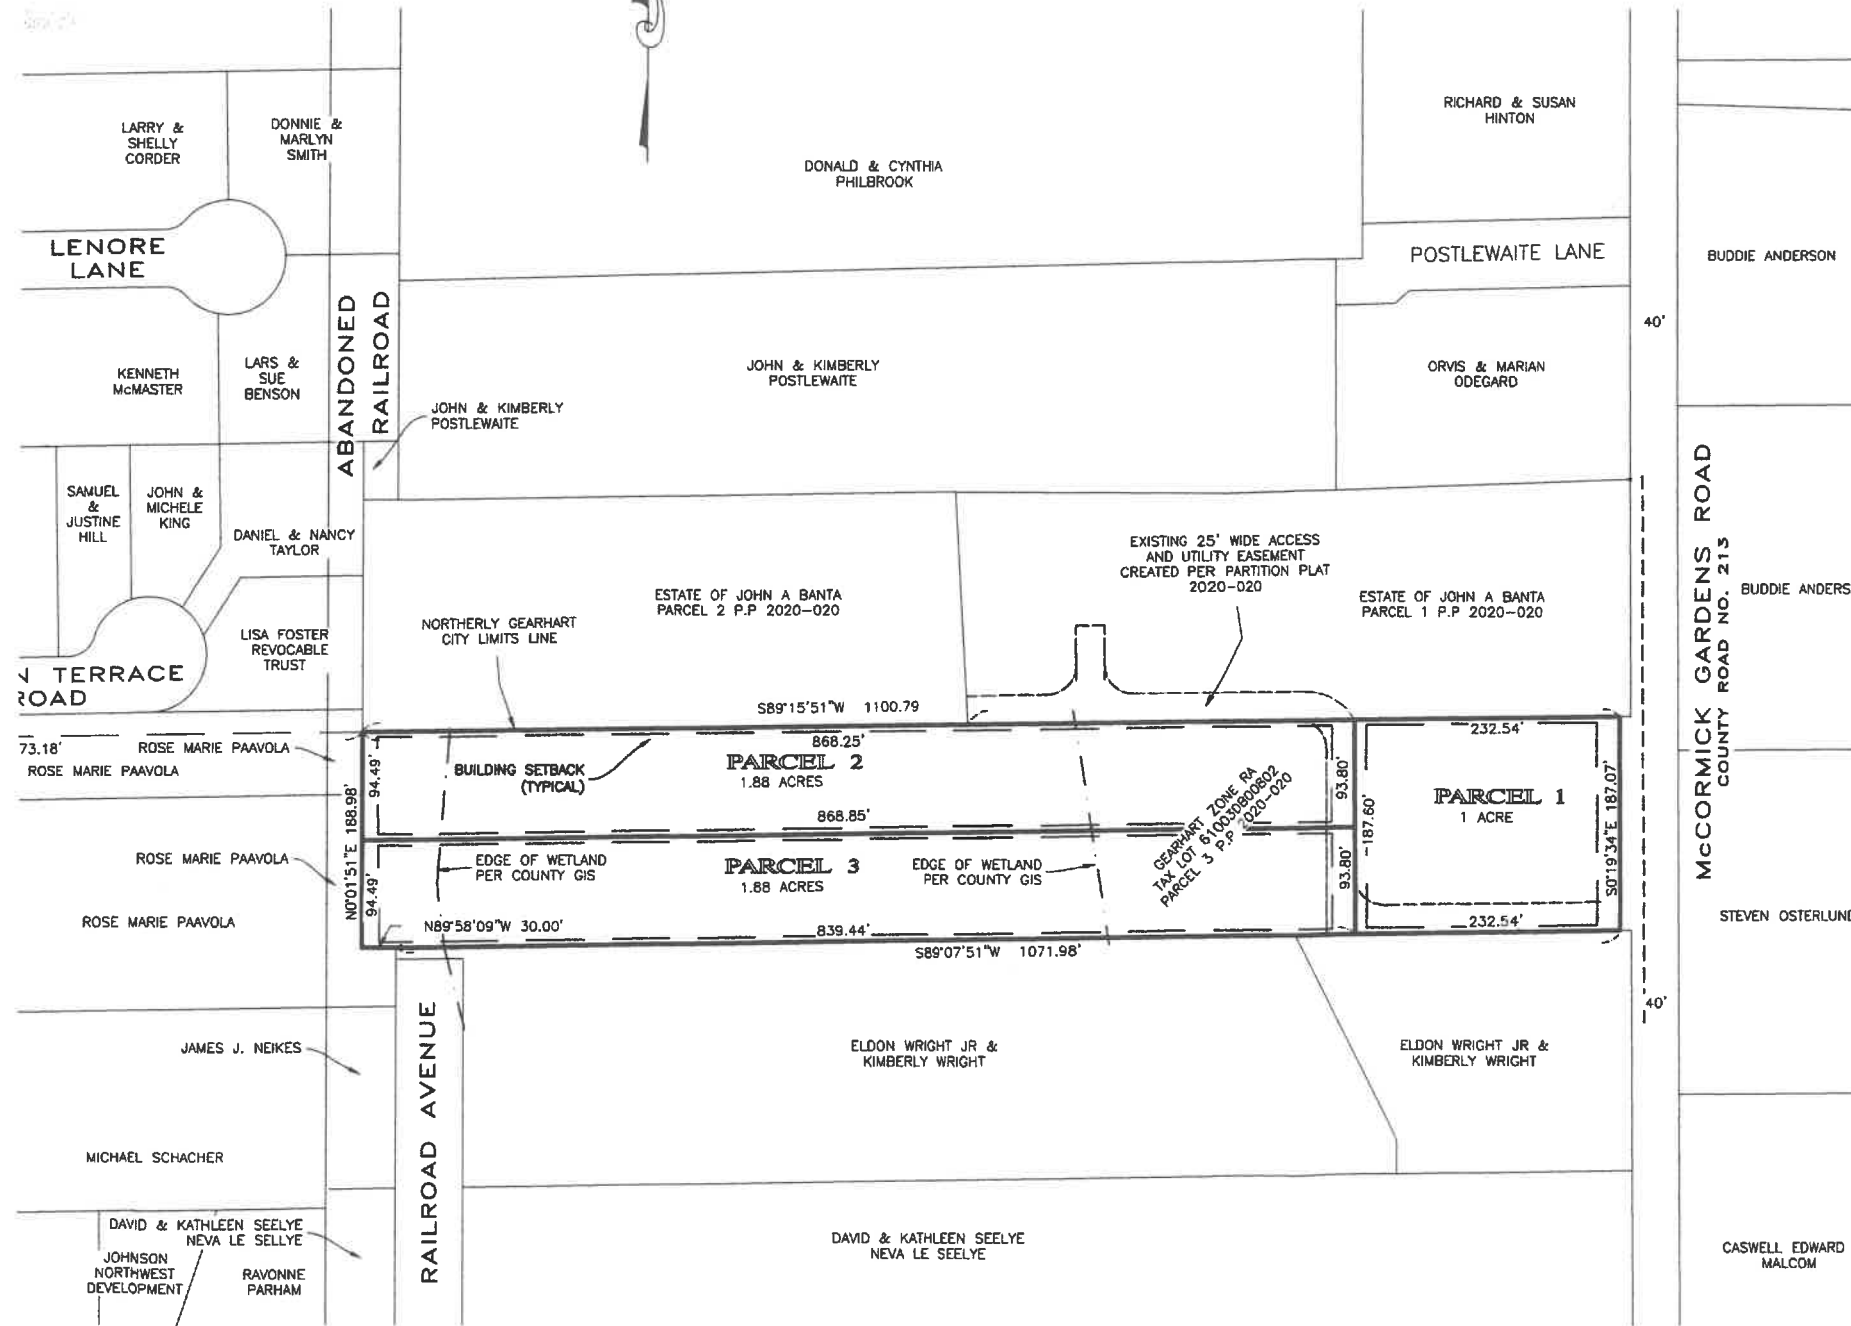 LARRY &
SHELLY
CORDER
DONNIE &
MARLYN
SMITH
DONALD & CYNTHIA
PHILBROOK
RICHARD & SUSAN
HINTON
LENORE
LANE
POSTLEWAITE LANE
BUDDIE ANDERSON
40'
ABANDONED
RAILROAD
KENNETH
McMASTER
LARS &
SUE
BENSON
JOHN & KIMBERLY
POSTLEWAITE
JOHN & KIMBERLY
POSTLEWAITE
ORVIS & MARIAN
ODEGARD
SAMUEL
&
JUSTINE
HILL
JOHN &
MICHELE
KING
DANIEL & NANCY
TAYLOR
LISA FOSTER
REVOCABLE
TRUST
N TERRACE
ROAD
NORTHERLY GEARHART
CITY LIMITS LINE
ESTATE OF JOHN A BANTA
PARCEL 2 P.P 2020-020
EXISTING 25' WIDE ACCESS
AND UTILITY EASEMENT
CREATED PER PARTITION PLAT
2020-020
ESTATE OF JOHN A BANTA
PARCEL 1 P.P 2020-020
McCORMICK GARDENS ROAD
COUNTY ROAD NO. 213
BUDDIE ANDERS
S89°15'51"W 1100.79
73.18'
ROSE MARIE PAAVOLA
ROSE MARIE PAAVOLA
N0°01'51"E 188.98'
94.49'
BUILDING SETBACK
(TYPICAL)
868.25'
PARCEL 2
1.88 ACRES
868.85'
93.80'
GEARHART ZONE RA
TAX LOT 610030800802
PARCEL 3 P.P 2020-020
232.54'
187.60'
PARCEL 1
1 ACRE
S0°19'34"E 187.07'
232.54'
ROSE MARIE PAAVOLA
94.49'
EDGE OF WETLAND
PER COUNTY GIS
PARCEL 3
1.88 ACRES
EDGE OF WETLAND
PER COUNTY GIS
93.80'
ROSE MARIE PAAVOLA
N89°58'09"W 30.00'
839.44'
S89°07'51"W 1071.98'
STEVEN OSTERLUND
40'
JAMES J. NEIKES
RAILROAD AVENUE
ELDON WRIGHT JR &
KIMBERLY WRIGHT
ELDON WRIGHT JR &
KIMBERLY WRIGHT
MICHAEL SCHACHER
DAVID & KATHLEEN SEELYE
NEVA LE SELLYE
JOHNSON
NORTHWEST
DEVELOPMENT
RAVONNE
PARHAM
DAVID & KATHLEEN SEELYE
NEVA LE SEELYE
CASWELL EDWARD
MALCOM